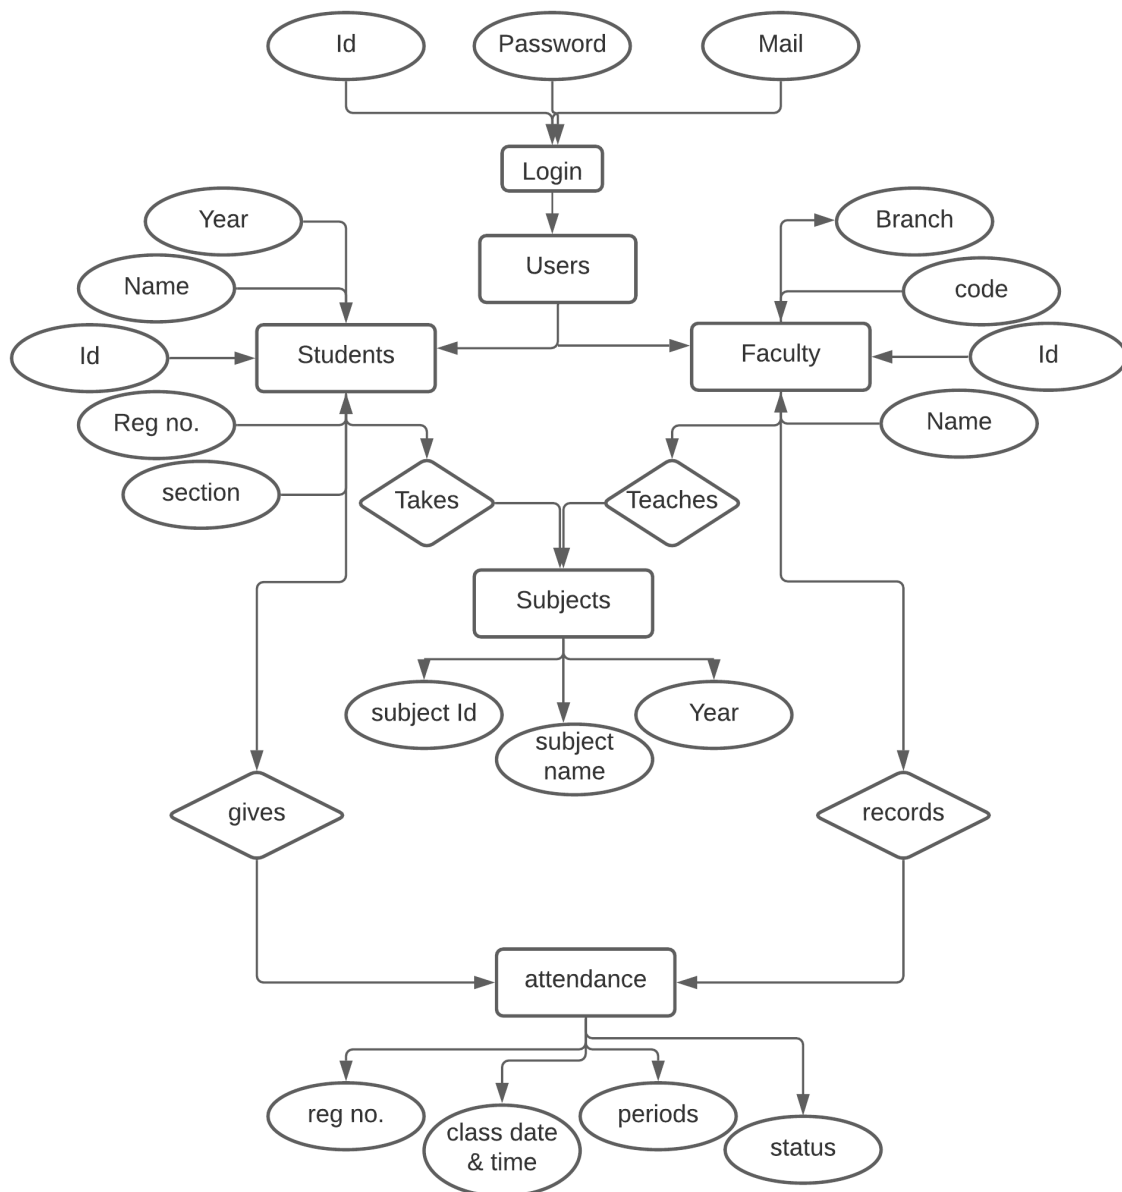 Id
Password
Mail
Login
Year
Branch
Users
Name
code
Id
Students
Faculty
Id
Reg no.
Name
section
Takes
Teaches
Subjects
subject Id
Year
subject
name
gives
records
attendance
reg no.
periods
class date
& time
status